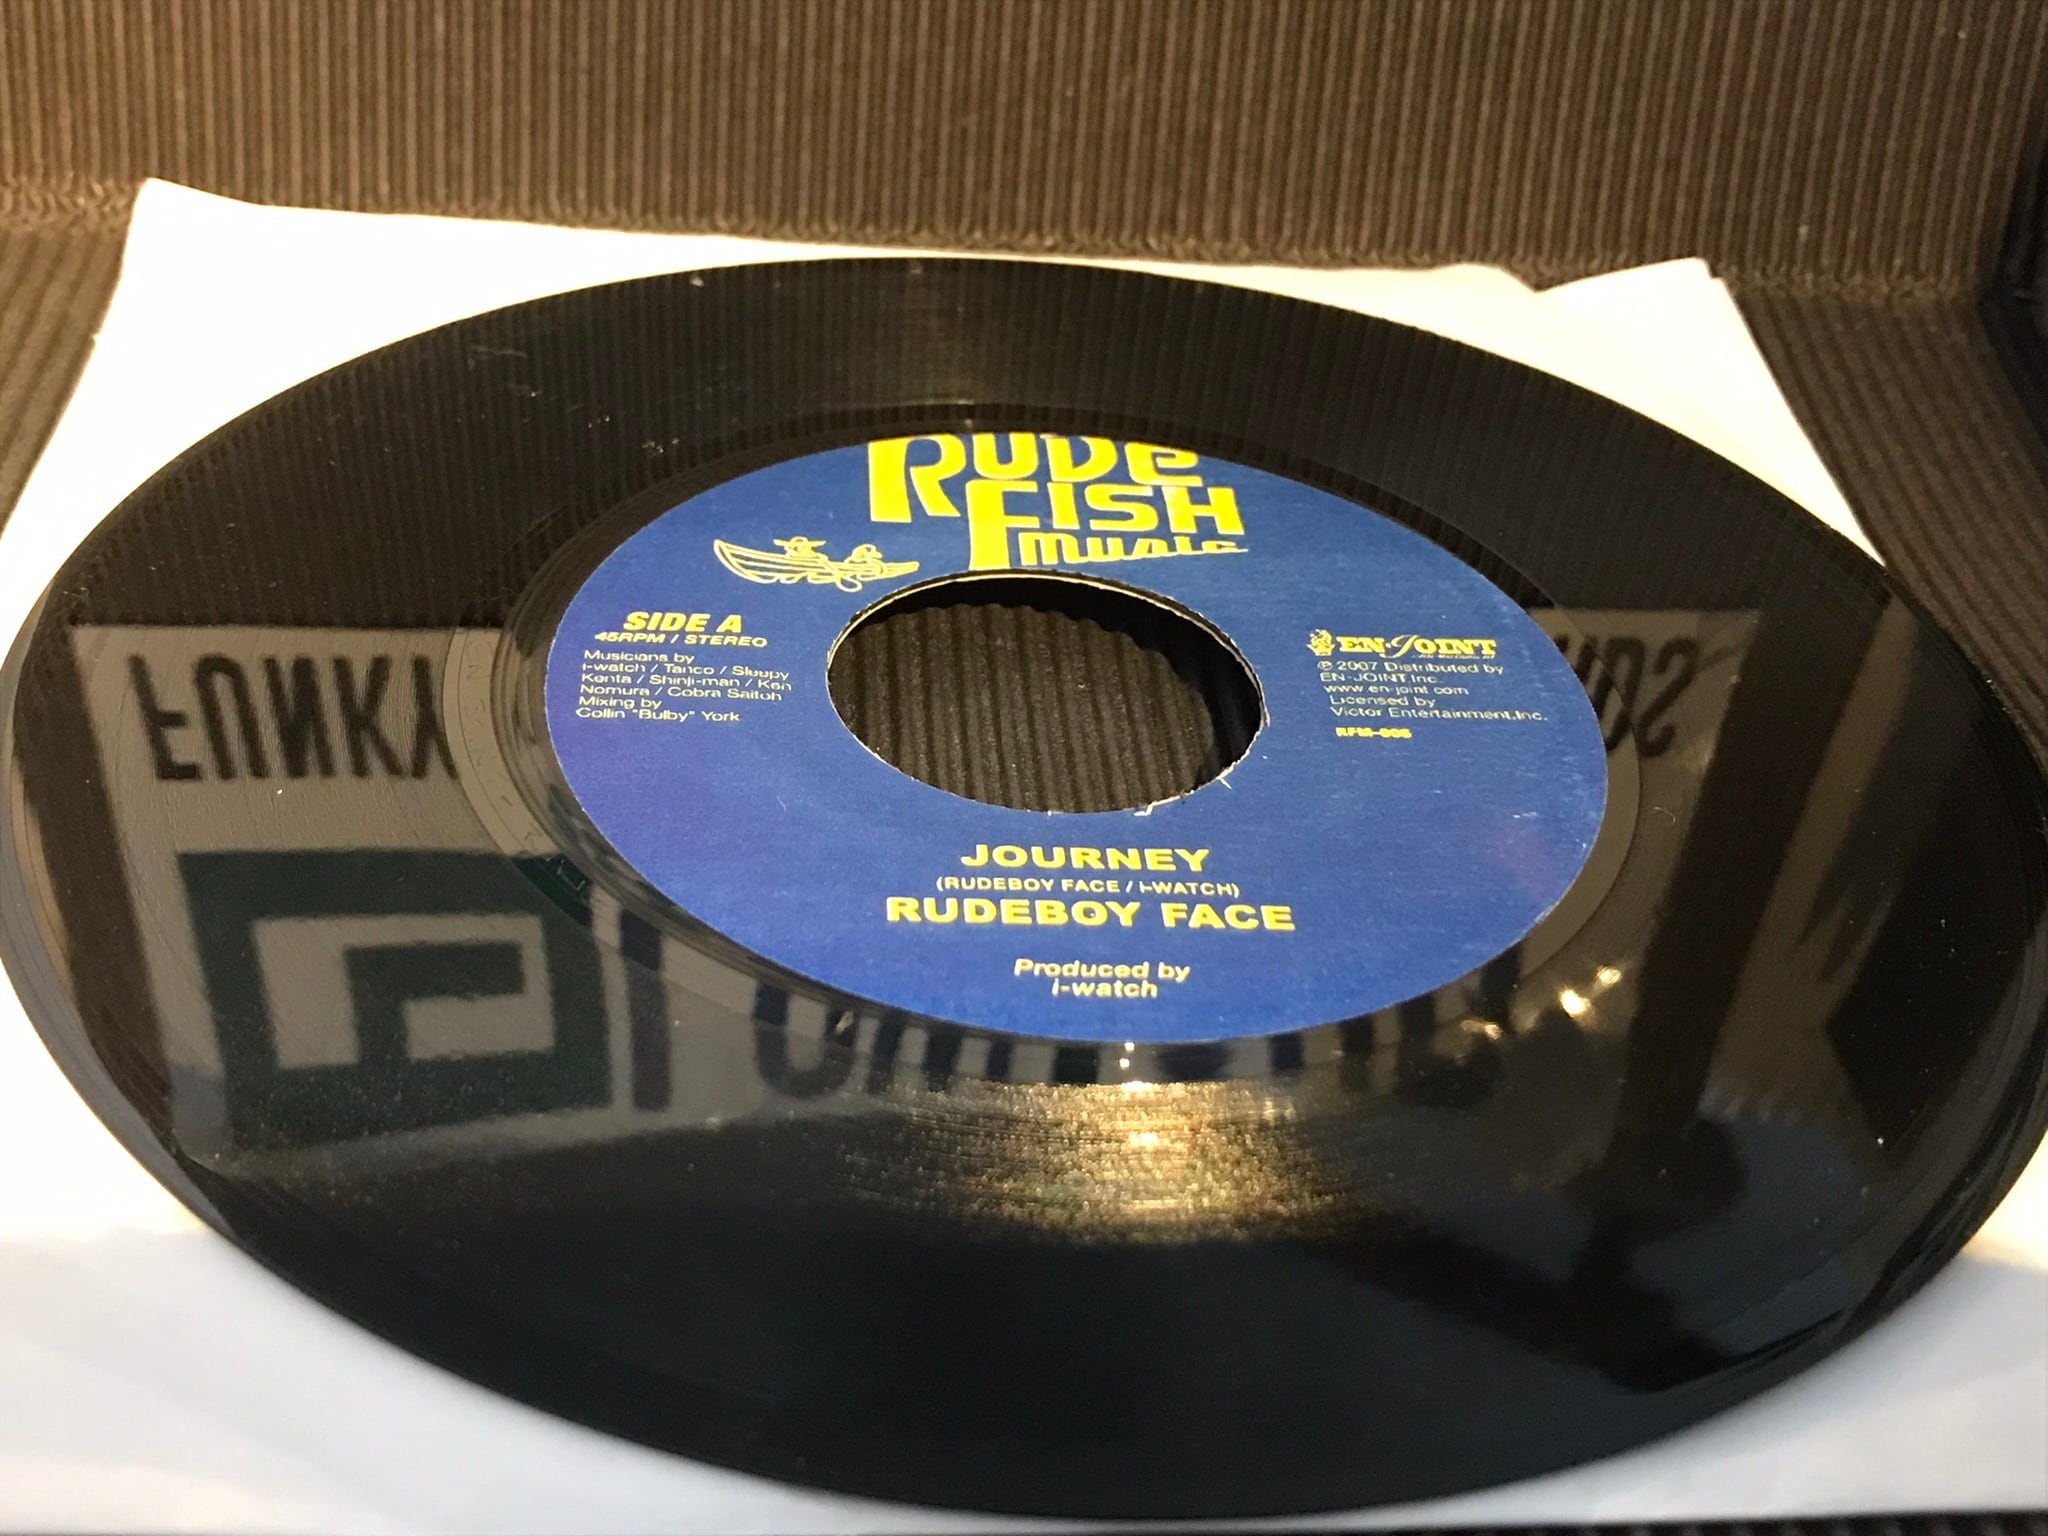 RUDE
FISH
Music
SIDE A
45RPM / STEREO
Musicians by
i-watch / Tanco / Sleepy
Kenta / Shinji-man / Ken
Nomura / Cobra Saitoh
Mixing by
Collin "Bulby" York
EN-JOINT
℗ 2007 Distributed by
EN-JOINT,Inc.
www.en-joint.com
Licensed by
Victor Entertainment,Inc.
JOURNEY
(RUDEBOY FACE / i-WATCH)
RUDEBOY FACE
Produced by
i-watch
FUNKY